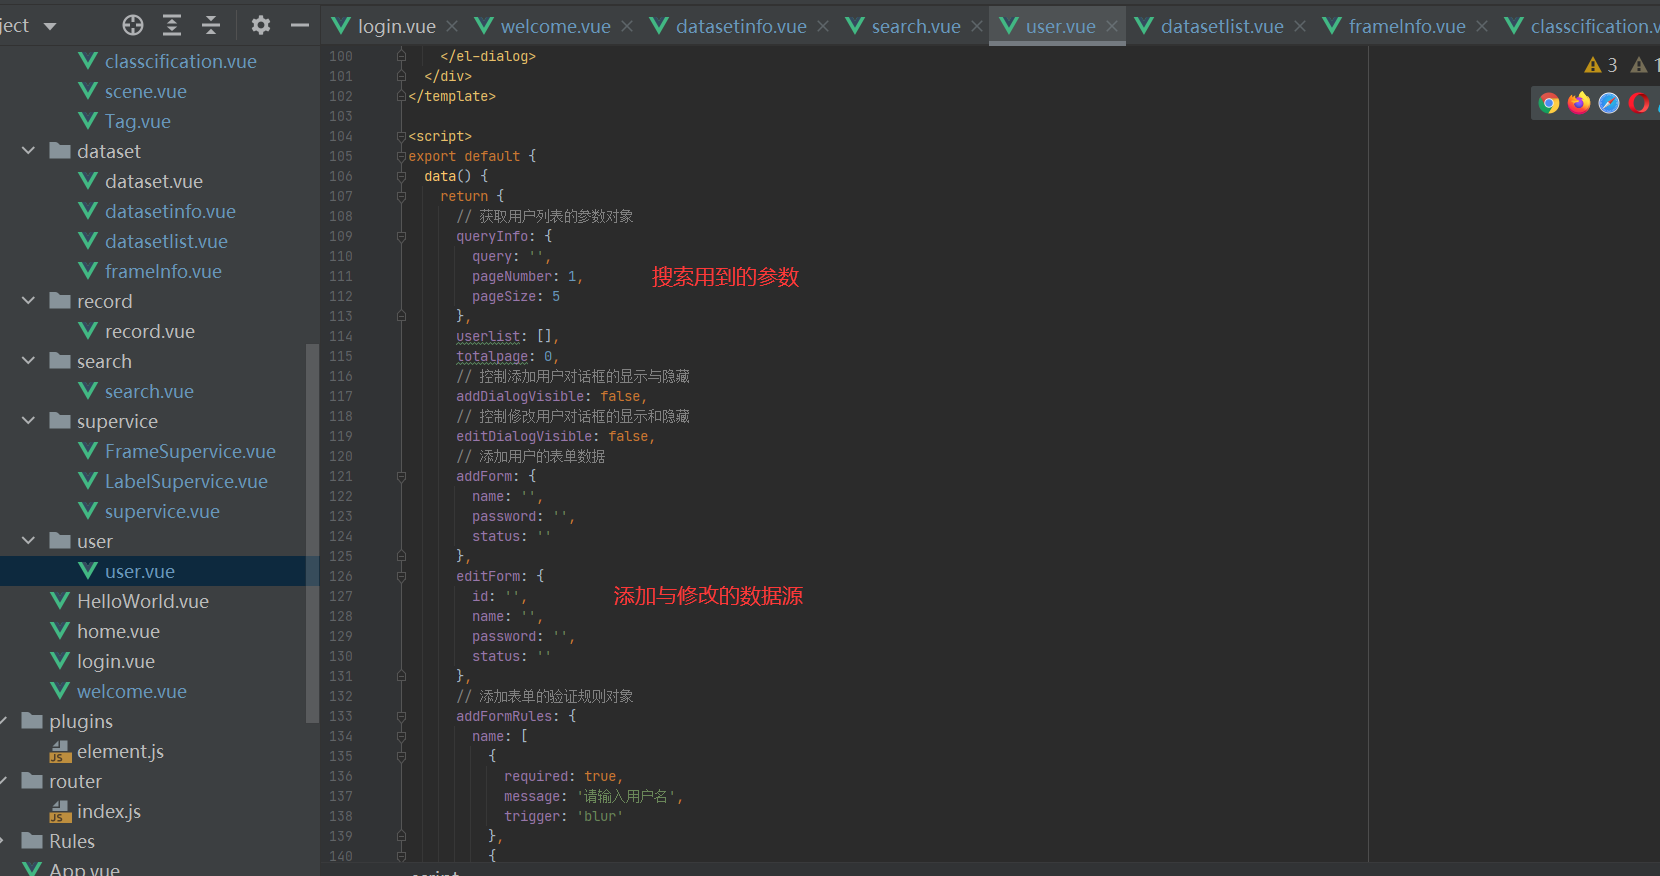 ject
login.vue
welcome.vue
datasetinfo.vue
search.vue
user.vue
datasetlist.vue
frameInfo.vue
classcification.v
classcification.vue
scene.vue
Tag.vue
dataset
dataset.vue
datasetinfo.vue
datasetlist.vue
frameInfo.vue
record
record.vue
search
search.vue
supervice
FrameSupervice.vue
LabelSupervice.vue
supervice.vue
user
user.vue
HelloWorld.vue
home.vue
login.vue
welcome.vue
plugins
element.js
router
index.js
Rules
App.vue
3
1
100 </el-dialog>
101 </div>
102 </template>
103
104 <script>
105 export default {
106 data() {
107 return {
108 // 获取用户列表的参数对象
109 queryInfo: {
110 query: '',
111 pageNumber: 1,
搜索用到的参数
112 pageSize: 5
113 },
114 userlist: [],
115 totalpage: 0,
116 // 控制添加用户对话框的显示与隐藏
117 addDialogVisible: false,
118 // 控制修改用户对话框的显示和隐藏
119 editDialogVisible: false,
120 // 添加用户的表单数据
121 addForm: {
122 name: '',
123 password: '',
124 status: ''
125 },
126 editForm: {
127 id: '',
添加与修改的数据源
128 name: '',
129 password: '',
130 status: ''
131 },
132 // 添加表单的验证规则对象
133 addFormRules: {
134 name: [
135 {
136 required: true,
137 message: '请输入用户名',
138 trigger: 'blur'
139 },
140 {
script